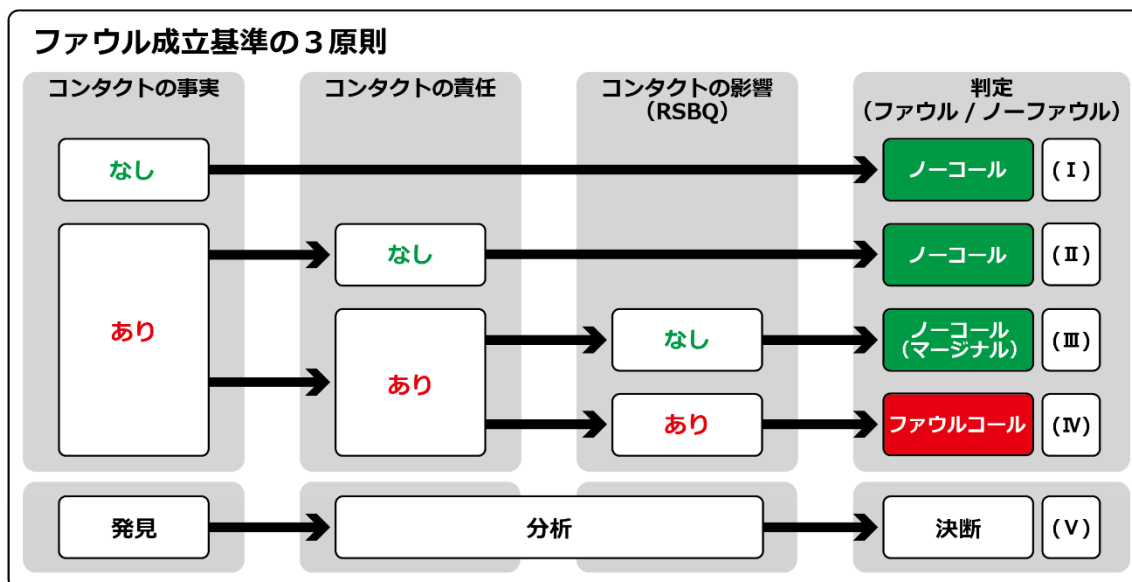 ファウル成立基準の3原則
コンタクトの事実
コンタクトの責任
コンタクトの影響
(RSBQ)
判定
(ファウル / ノーファウル)
なし
ノーコール
(Ⅰ)
あり
なし
ノーコール
(Ⅱ)
あり
なし
ノーコール
(マージナル)
(Ⅲ)
あり
ファウルコール
(Ⅳ)
発見
分析
決断
(Ⅴ)